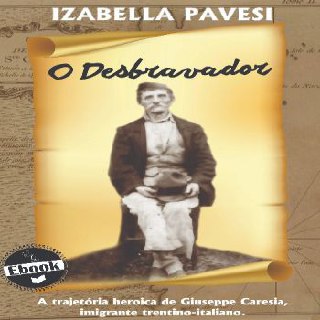 IZABELLA PAVESI
O Desbravador
Ebook
A trajetória heroica de Giuseppe Caresia,
imigrante trentino-italiano.